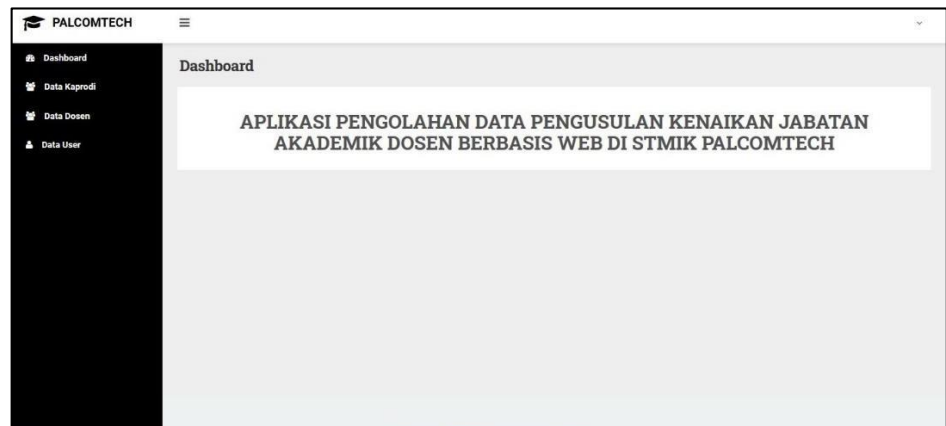 PALCOMTECH
Dashboard
Data Kaprodi
Data Dosen
Data User
Dashboard
APLIKASI PENGOLAHAN DATA PENGUSULAN KENAIKAN JABATAN
AKADEMIK DOSEN BERBASIS WEB DI STMIK PALCOMTECH